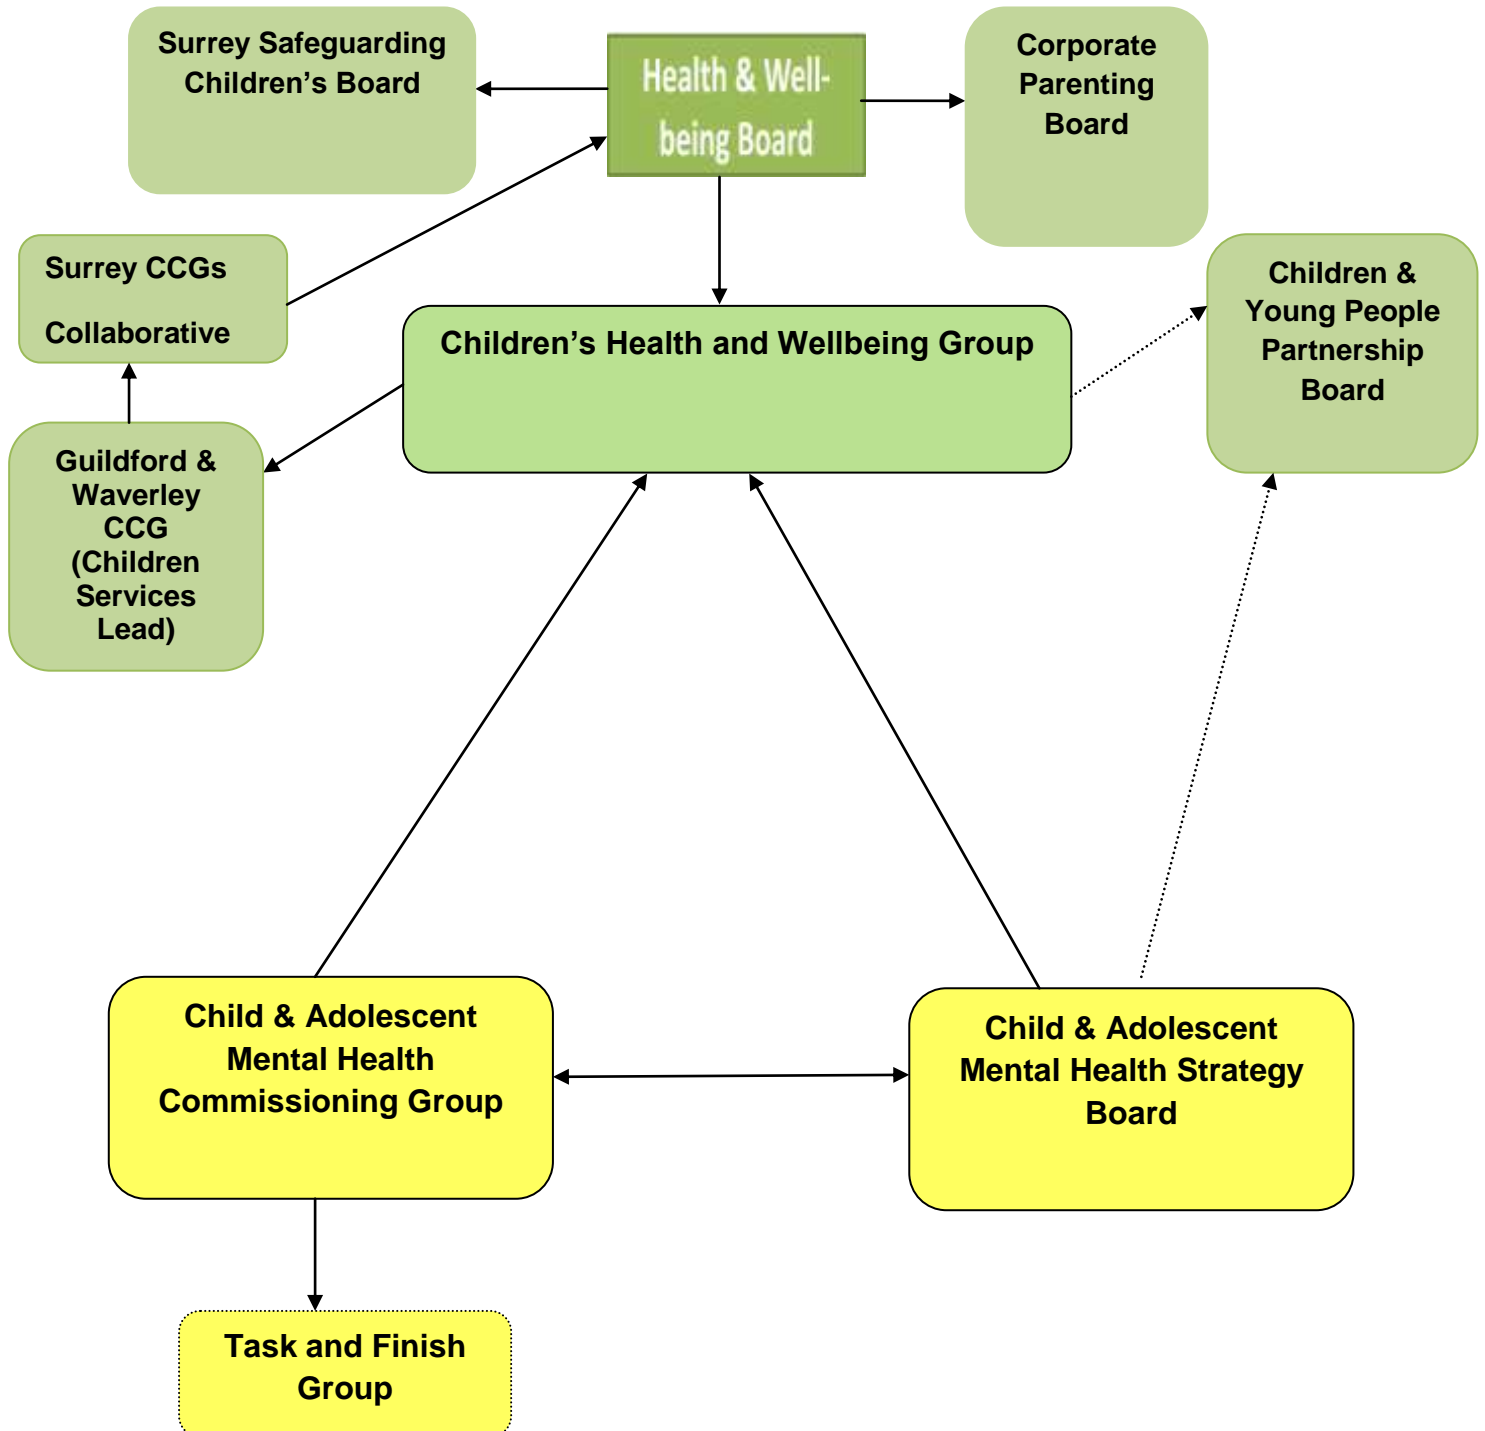 Surrey Safeguarding
Children’s Board
Health & Well-
being Board
Corporate
Parenting
Board
Surrey CCGs
Collaborative
Children’s Health and Wellbeing Group
Children &
Young People
Partnership
Board
Guildford &
Waverley
CCG
(Children
Services
Lead)
Child & Adolescent
Mental Health
Commissioning Group
Child & Adolescent
Mental Health Strategy
Board
Task and Finish
Group